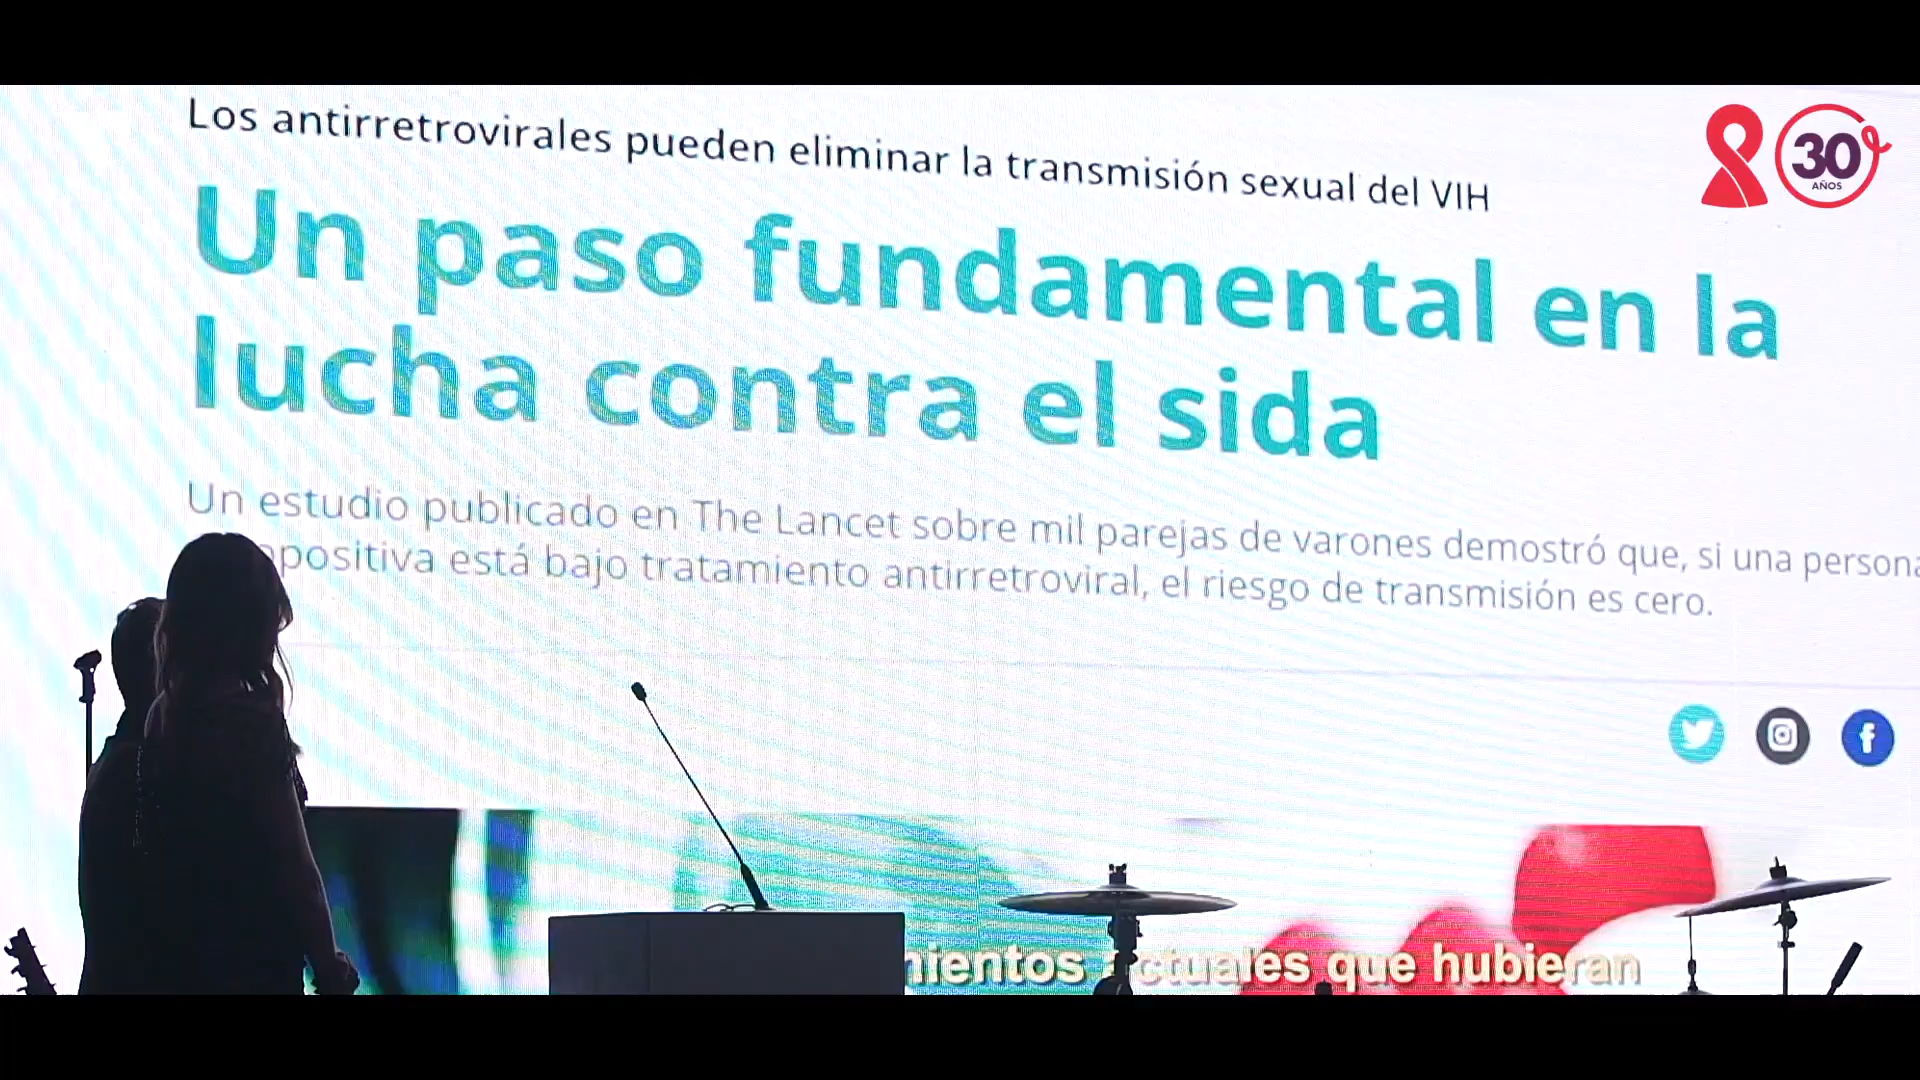 Los antirretrovirales pueden eliminar la transmisión sexual del VIH
30
AÑOS
Un paso fundamental en la
lucha contra el sida
Un estudio publicado en The Lancet sobre mil parejas de varones demostró que, si una persona
positiva está bajo tratamiento antirretroviral, el riesgo de transmisión es cero.
actuales que hubieran